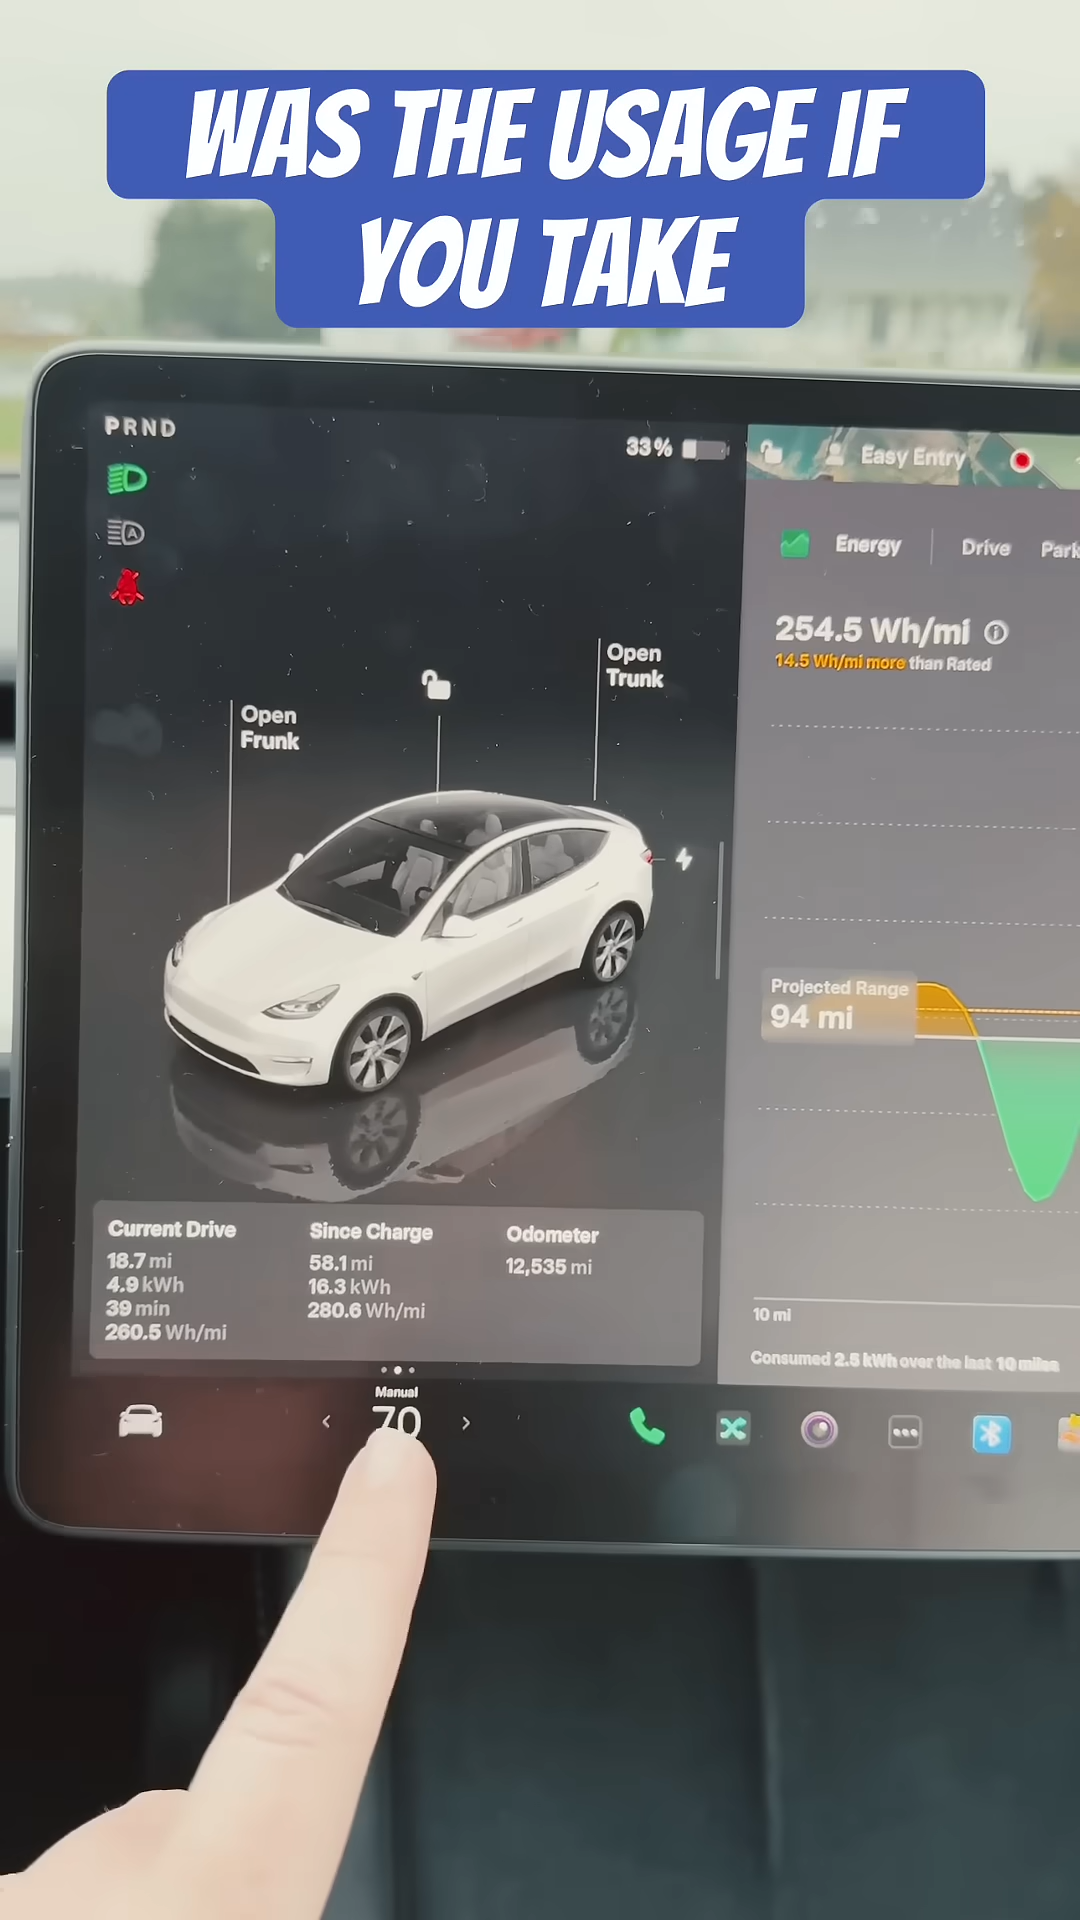 WAS THE USAGE IF
YOU TAKE
PRND
33%
Easy Entry
Energy
Drive
Park
254.5 Wh/mi
14.5 Wh/mi more than Rated
Open
Trunk
Open
Frunk
A
Projected Range
94 mi
Current Drive
18.7 mi
4.9 kWh
39 min
260.5 Wh/mi
Since Charge
58.1 mi
16.3 kWh
280.6 Wh/mi
Odometer
12,535 mi
10 mi
Consumed 2.5 kWh over the last 10 miles
Manual
70